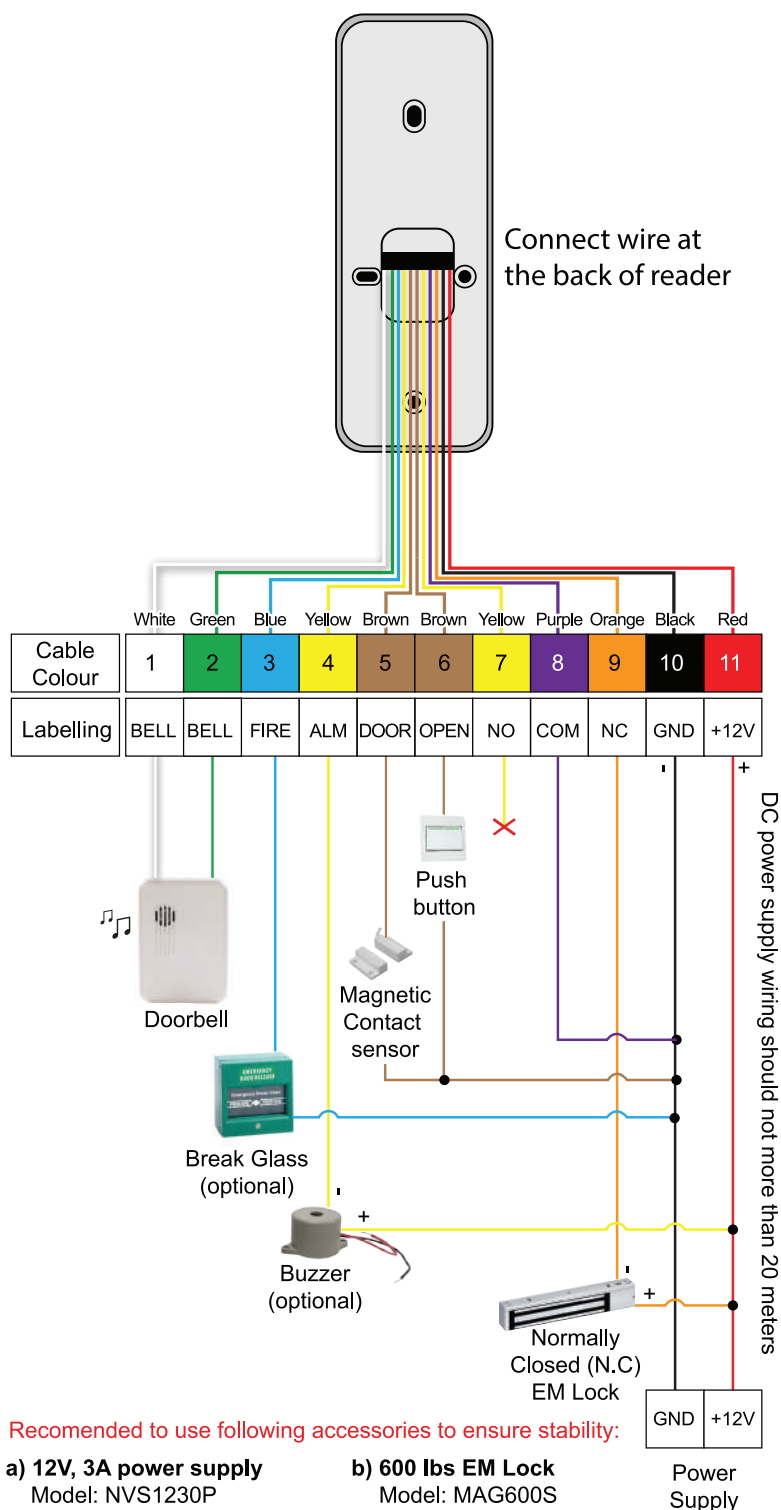 Connect wire at
the back of reader
White Green Blue Yellow Brown Brown Yellow Purple Orange Black Red
Cable
Colour
1 2 3 4 5 6 7 8 9 10 11
Labelling BELL BELL FIRE ALM DOOR OPEN NO COM NC GND +12V
- +
DC power supply wiring should not more than 20 meters
Push
button
Magnetic
Contact
sensor
Doorbell
EMERGENCY
DOOR RELEASE
Break Glass
(optional)
- +
Buzzer
(optional)
- +
Normally
Closed (N.C)
EM Lock
GND +12V
Power
Supply
Recomended to use following accessories to ensure stability:
a) 12V, 3A power supply
Model: NVS1230P
b) 600 lbs EM Lock
Model: MAG600S